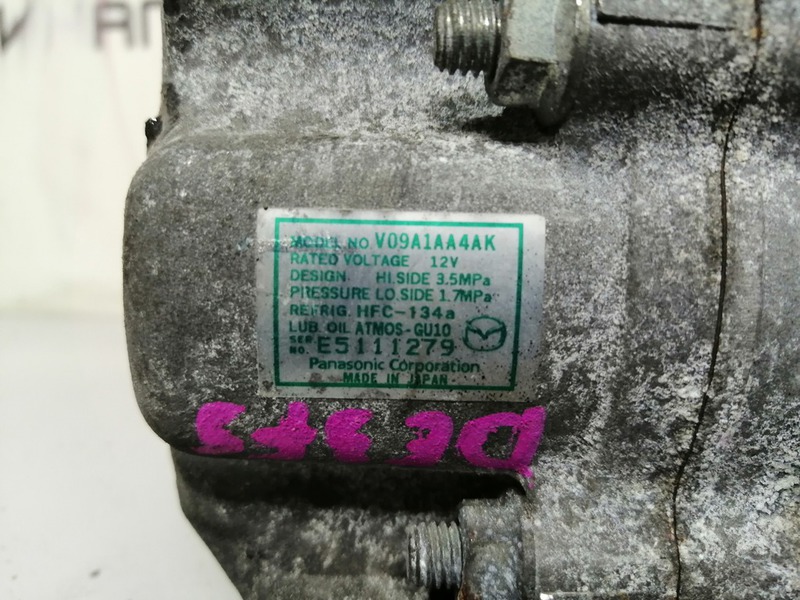 MODEL NO V09A1AA4AK
RATED VOLTAGE 12V
DESIGN HI.SIDE 3.5MPa
PRESSURE LO.SIDE 1.7MPa
REFRIG. HFC-134a
LUB. OIL ATMOS-GU10
SER. NO. E5111279
Panasonic Corporation
MADE IN JAPAN